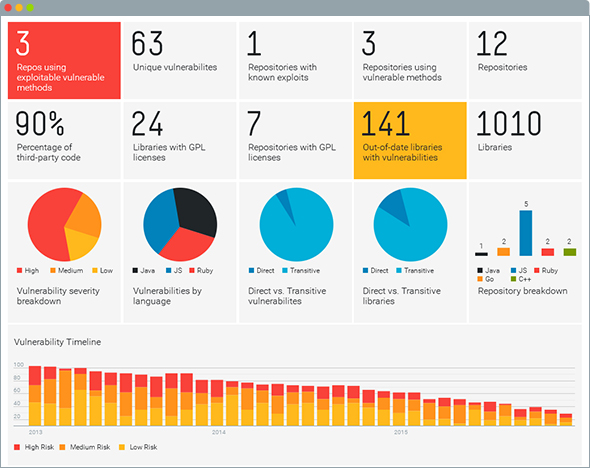 3
Repos using
exploitable vulnerable
methods
63
Unique vulnerabilites
1
Repositories with
known exploits
3
Repositories using
vulnerable methods
12
Repositories
90%
Percentage of
third-party code
24
Libraries with GPL
licenses
7
Repositories with GPL
licenses
141
Out-of-date libraries
with vulnerabilities
1010
Libraries
High Medium Low
Vulnerability severity
breakdown
Java JS Ruby
Vulnerabilities by
language
Direct Transitive
Direct vs. Transitive
vulnerabilites
Direct Transitive
Direct vs. Transitive
libraries
1 2 5 2 2
Java JS Ruby
Go C++
Repository breakdown
Vulnerability Timeline
100
80
60
40
20
2013 2014 2015
High Risk Medium Risk Low Risk